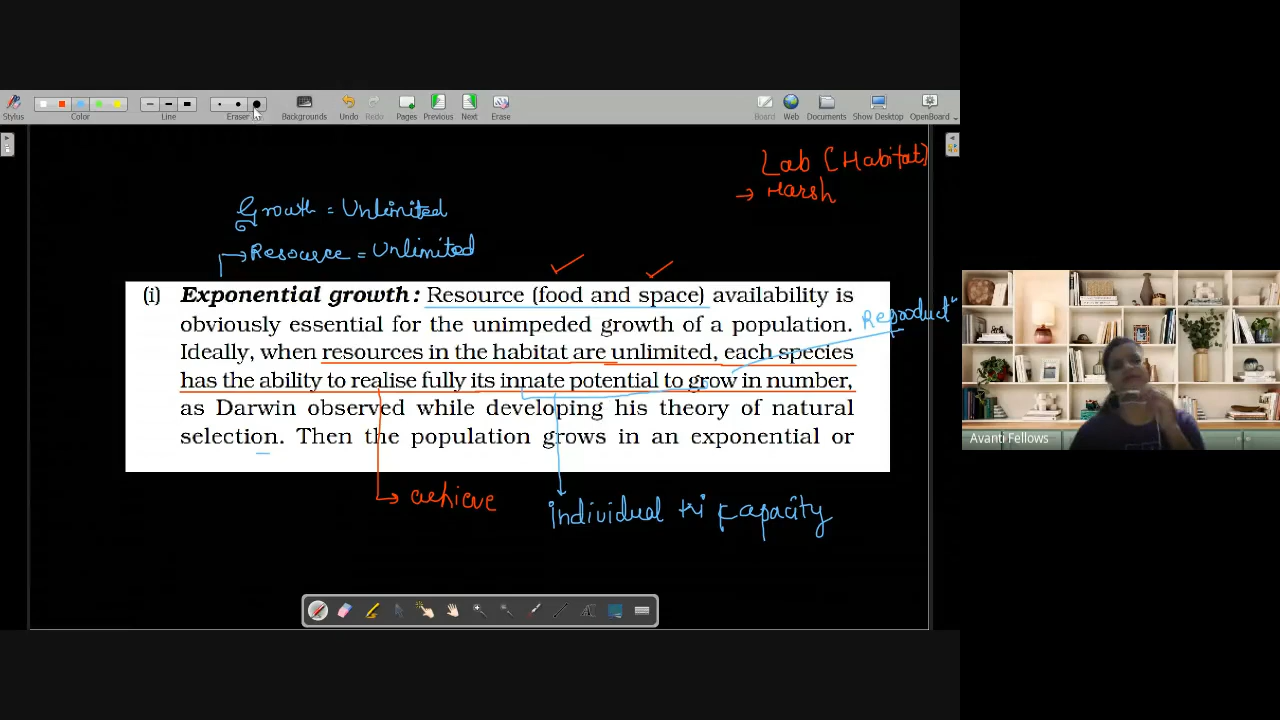 Color
Line
Eraser
Backgrounds
Undo
Redo
Pages
Previous
Next
Erase
Board
Web
Documents
Show Desktop
OpenBoard
Lab (Habitat)
→ Harsh
Growth = Unlimited
→ Resource = Unlimited
(i) Exponential growth: Resource (food and space) availability is
obviously essential for the unimpeded growth of a population.
Reproductn
Ideally, when resources in the habitat are unlimited, each species
has the ability to realise fully its innate potential to grow in number,
as Darwin observed while developing his theory of natural
selection. Then the population grows in an exponential or
→ achieve
individual ki capacity
Stylus
Avanti Fellows